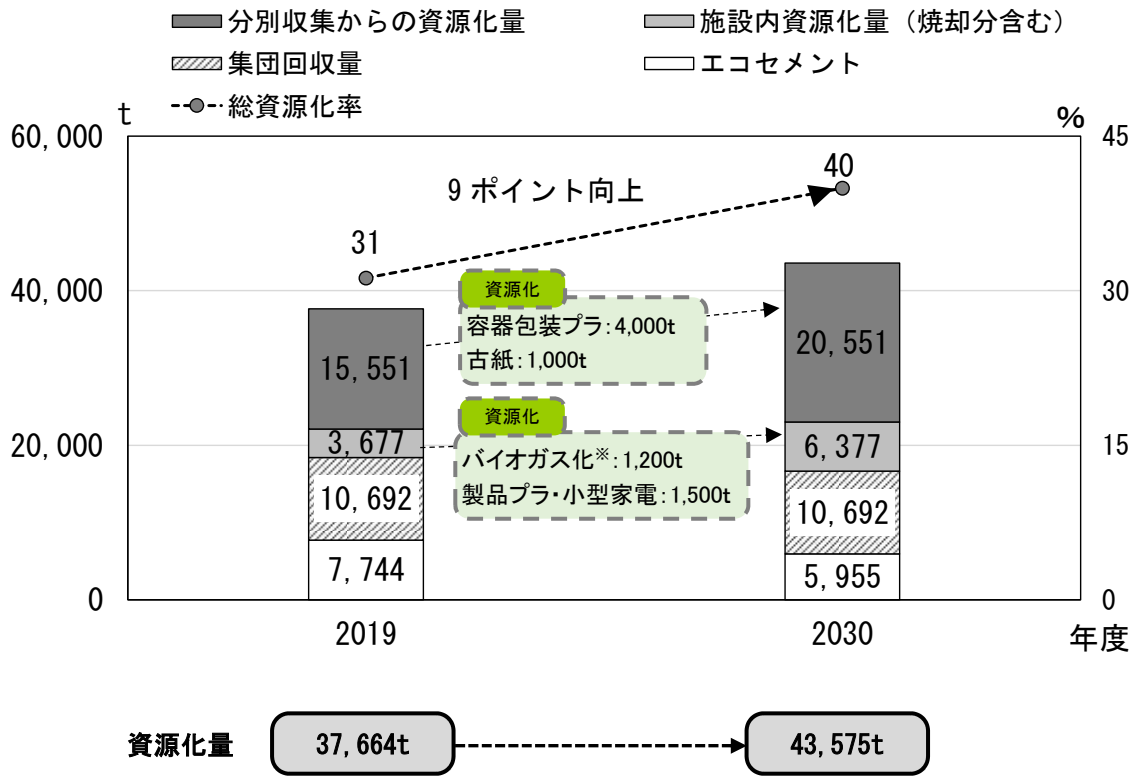 分別収集からの資源化量
施設内資源化量（焼却分含む）
集団回収量
エコセメント
総資源化率
t
%
60,000
45
40
9 ポイント向上
31
40,000
30
資源化
容器包装プラ：4,000t
古紙：1,000t
15,551
20,551
資源化
バイオガス化※：1,200t
製品プラ・小型家電：1,500t
20,000
15
3,677
6,377
10,692
10,692
7,744
5,955
0
0
2019
2030
年度
資源化量
37,664t
43,575t